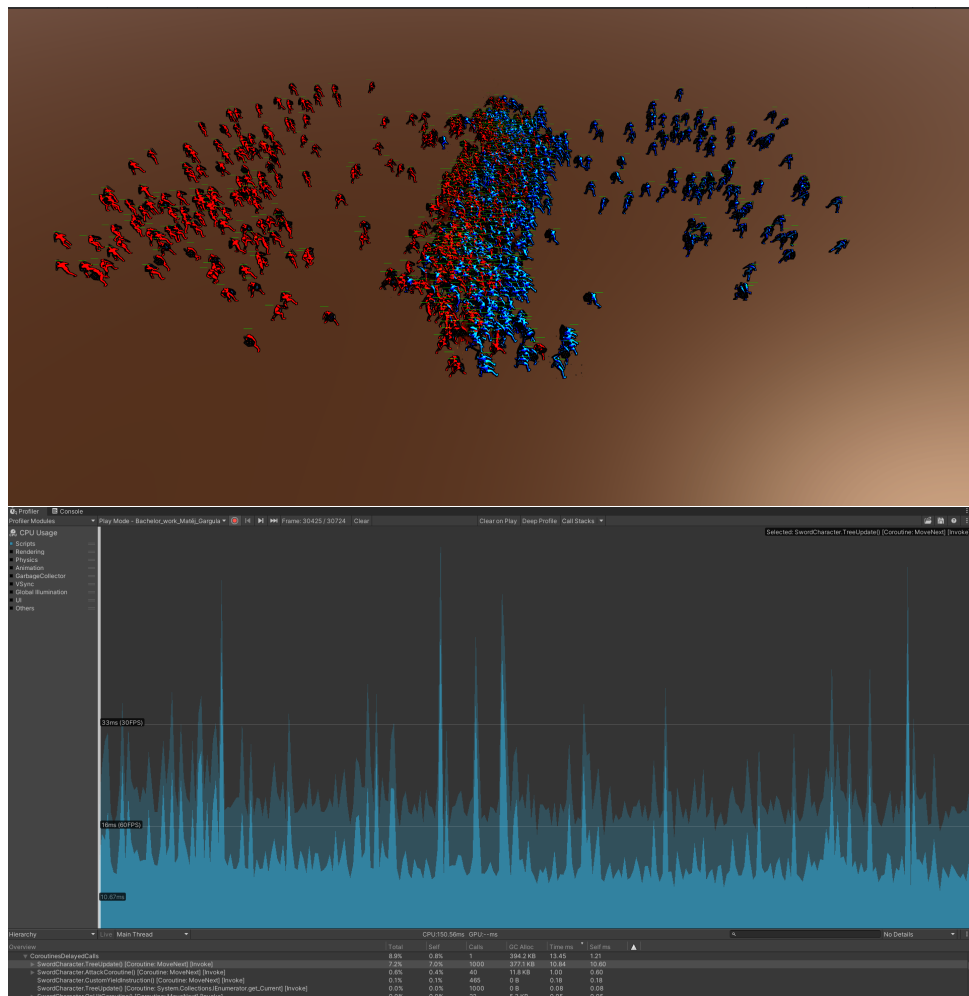 Profiler Console
Profiler Modules Play Mode - Bachelor_work_Matěj_Gargula Frame: 30425 / 30724 Clear Clear on Play Deep Profile Call Stacks
CPU Usage Selected: SwordCharacter.TreeUpdate() [Coroutine: MoveNext] [Invoke
Scripts
Rendering
Physics
Animation
GarbageCollector
VSync
Global Illumination
UI
Others
33ms (30FPS)
16ms (60FPS)
10.67ms
Hierarchy Live Main Thread CPU:150.56ms GPU:--ms No Details
Overview Total Self Calls GC Alloc Time ms Self ms
CoroutinesDelayedCalls 8.9% 0.8% 1 394.2 KB 13.45 1.21
SwordCharacter.TreeUpdate() [Coroutine: MoveNext] [Invoke] 7.2% 7.0% 1000 377.1 KB 10.84 10.60
SwordCharacter.AttackCoroutine() [Coroutine: MoveNext] [Invoke] 0.6% 0.4% 40 11.8 KB 1.00 0.60
SwordCharacter.CustomYieldInstruction() [Coroutine: MoveNext] [Invoke] 0.1% 0.1% 465 0 B 0.18 0.18
SwordCharacter.TreeUpdate() [Coroutine: System.Collections.IEnumerator.get_Current] [Invoke] 0.0% 0.0% 1000 0 B 0.08 0.08